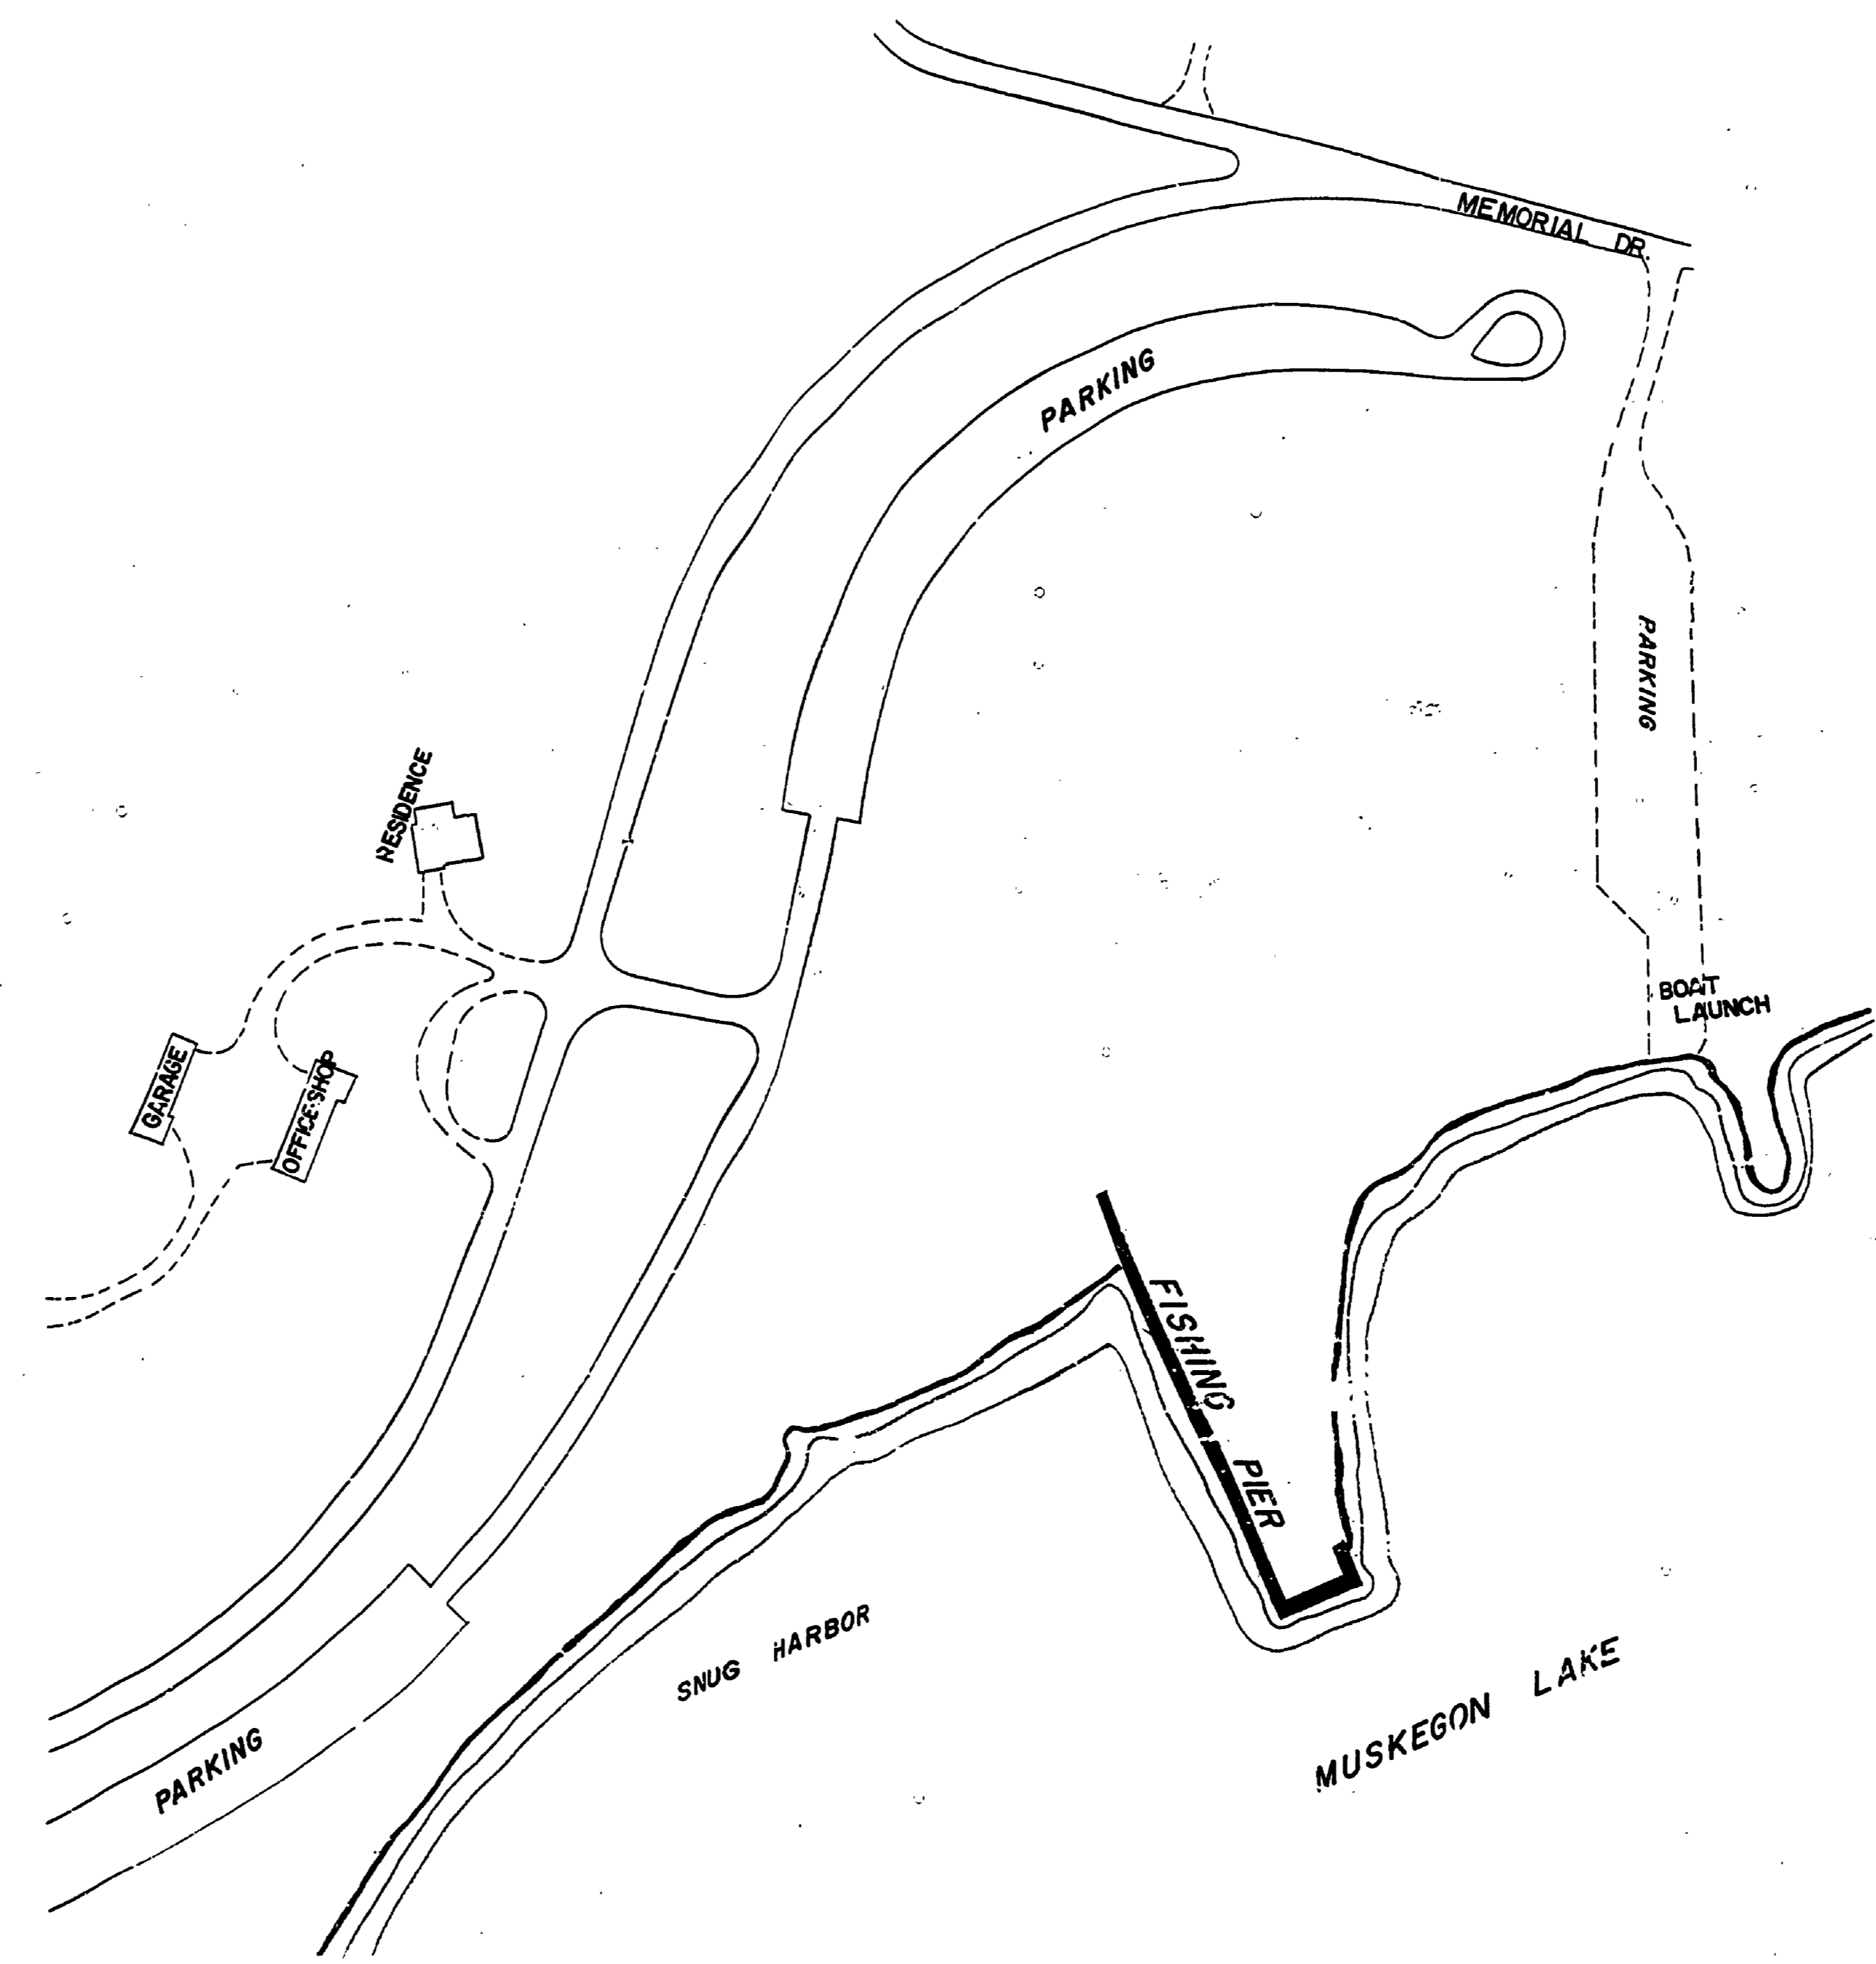 MEMORIAL DR.
PARKING
PARKING
RESIDENCE
BOAT
LAUNCH
GARAGE
OFFICE-SHOP
FISHING PIER
SNUG HARBOR
MUSKEGON LAKE
PARKING